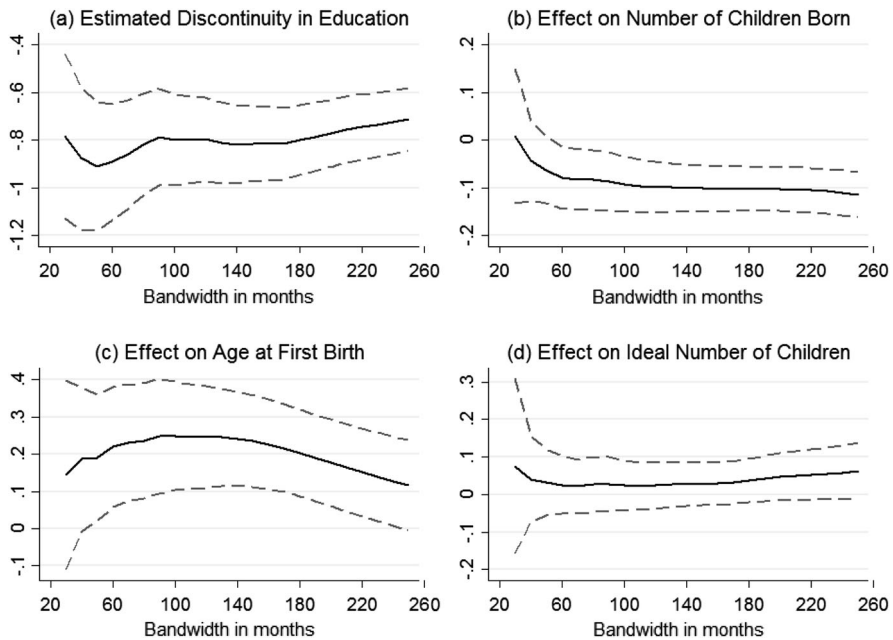 (a) Estimated Discontinuity in Education
-.4
-.6
-.8
-1
-1.2
20 60 100 140 180 220 260
Bandwidth in months
(b) Effect on Number of Children Born
.2
.1
0
-.1
-.2
20 60 100 140 180 220 260
Bandwidth in months
(c) Effect on Age at First Birth
.4
.3
.2
.1
0
-.1
20 60 100 140 180 220 260
Bandwidth in months
(d) Effect on Ideal Number of Children
.3
.2
.1
0
-.1
-.2
20 60 100 140 180 220 260
Bandwidth in months